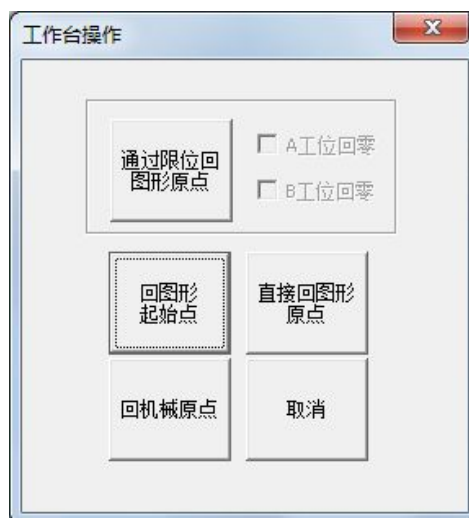 工作台操作
通过限位回
图形原点
A工位回零
B工位回零
回图形
起始点
直接回图形
原点
回机械原点
取消